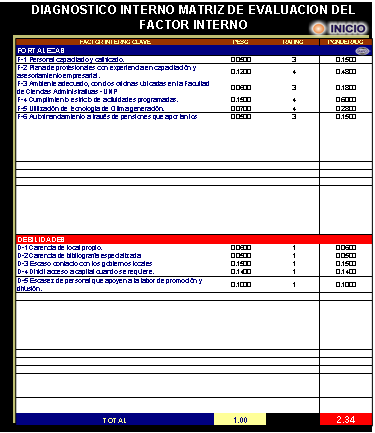 DIAGNOSTICO INTERNO MATRIZ DE EVALUACION DEL
FACTOR INTERNO
INICIO
FACTOR INTERNO CLAVE PESO RATING PONDERADO
FORTALEZAS
F-1 Personal capacitado y calificado. 0.0500 3 0.1500
F-2 Plana de profesionales con experiencia en capacitación y
asesoramiento empresarial. 0.1200 4 0.4800
F-3 Ambiente adecuado, con dos oficinas ubicadas en la Facultad
de Ciencias Administrativas - UNP 0.0600 3 0.1800
F-4 Cumplimiento estricto de actividades programadas. 0.1500 4 0.6000
F-5 Utilización de tecnología de última generación. 0.0700 4 0.2800
F-6 Autofinanciamiento a través de pensiones que aportan los 0.0500 3 0.1500
DEBILIDADES
D-1 Carencia de local propio. 0.0600 1 0.0600
D-2 Carencia de bibliografía especializada 0.0500 1 0.0500
D-3 Escaso contacto con los gobiernos locales 0.1500 1 0.1500
D-4 Difícil acceso a capital cuando se requiere. 0.1400 1 0.1400
D-5 Escasez de personal que apoyen a la labor de promoción y
difusión. 0.1000 1 0.1000
TOTAL 1.00 2.34